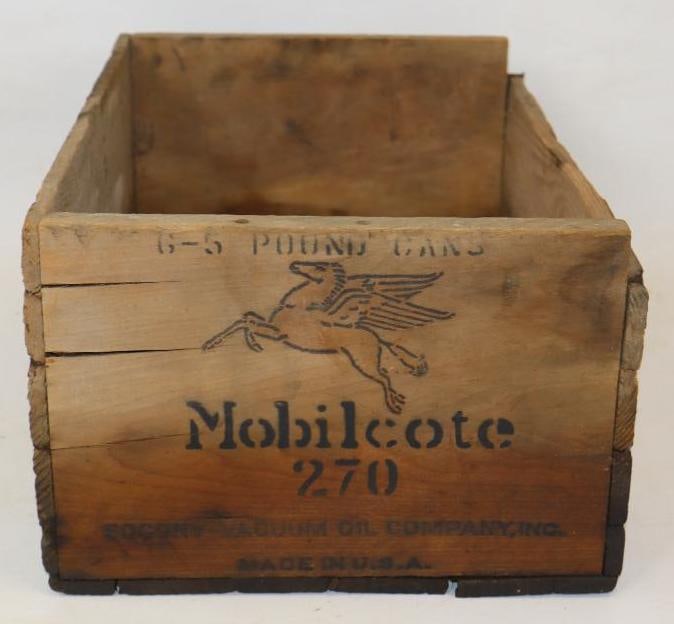 6-5 POUND CANS
Mobilcote
270
SOCONY-VACUUM OIL COMPANY, INC.
MADE IN U.S.A.